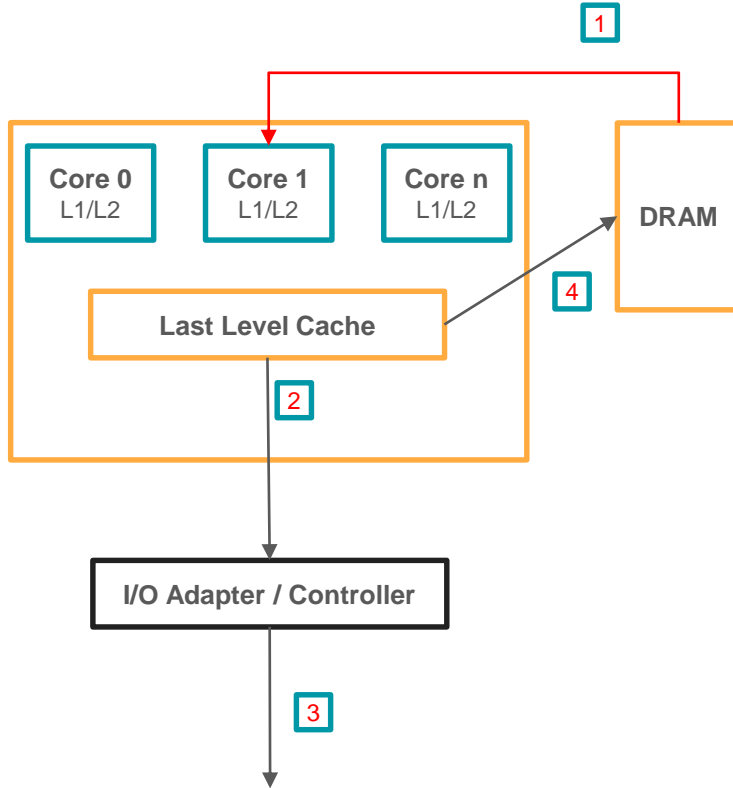 1
Core 0
L1/L2
Core 1
L1/L2
Core n
L1/L2
DRAM
4
Last Level Cache
2
I/O Adapter / Controller
3